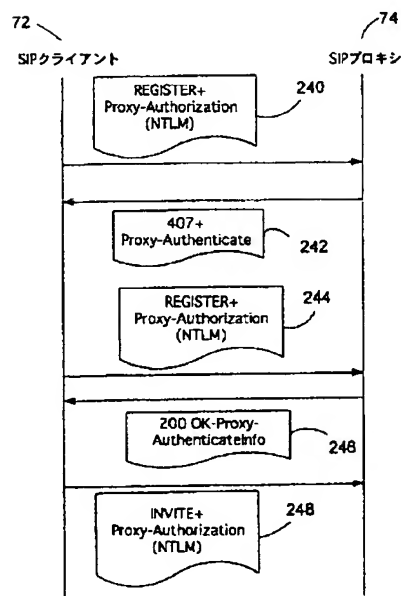 72
74
SIPクライアント
SIPプロキシ
REGISTER+
Proxy-Authorization
(NTLM)
240
407+
Proxy-Authenticate
242
REGISTER+
Proxy-Authorization
(NTLM)
244
200 OK-Proxy-
AuthenticateInfo
248
INVITE+
Proxy-Authorization
(NTLM)
248